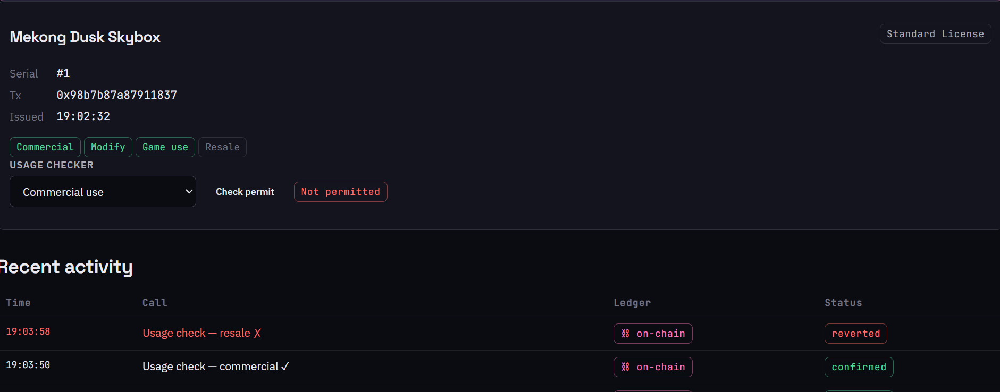 Mekong Dusk Skybox
Standard License
Serial #1
Tx 0x98b7b87a87911837
Issued 19:02:32
Commercial Modify Game use Resale
USAGE CHECKER
Commercial use Check permit Not permitted
Recent activity
Time Call Ledger Status
19:03:58 Usage check — resale ✗ ⛓ on-chain reverted
19:03:50 Usage check — commercial ✓ ⛓ on-chain confirmed